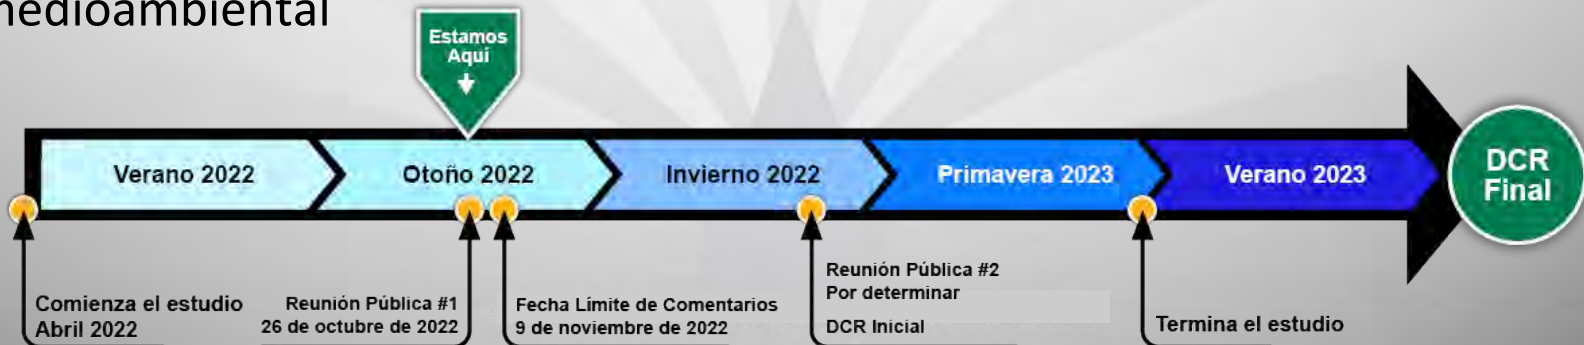 medioambiental
Estamos
Aquí
Verano 2022
Otoño 2022
Invierno 2022
Primavera 2023
Verano 2023
DCR
Final
Comienza el estudio
Abril 2022
Reunión Pública #1
26 de octubre de 2022
Fecha Límite de Comentarios
9 de noviembre de 2022
Reunión Pública #2
Por determinar
DCR Inicial
Termina el estudio